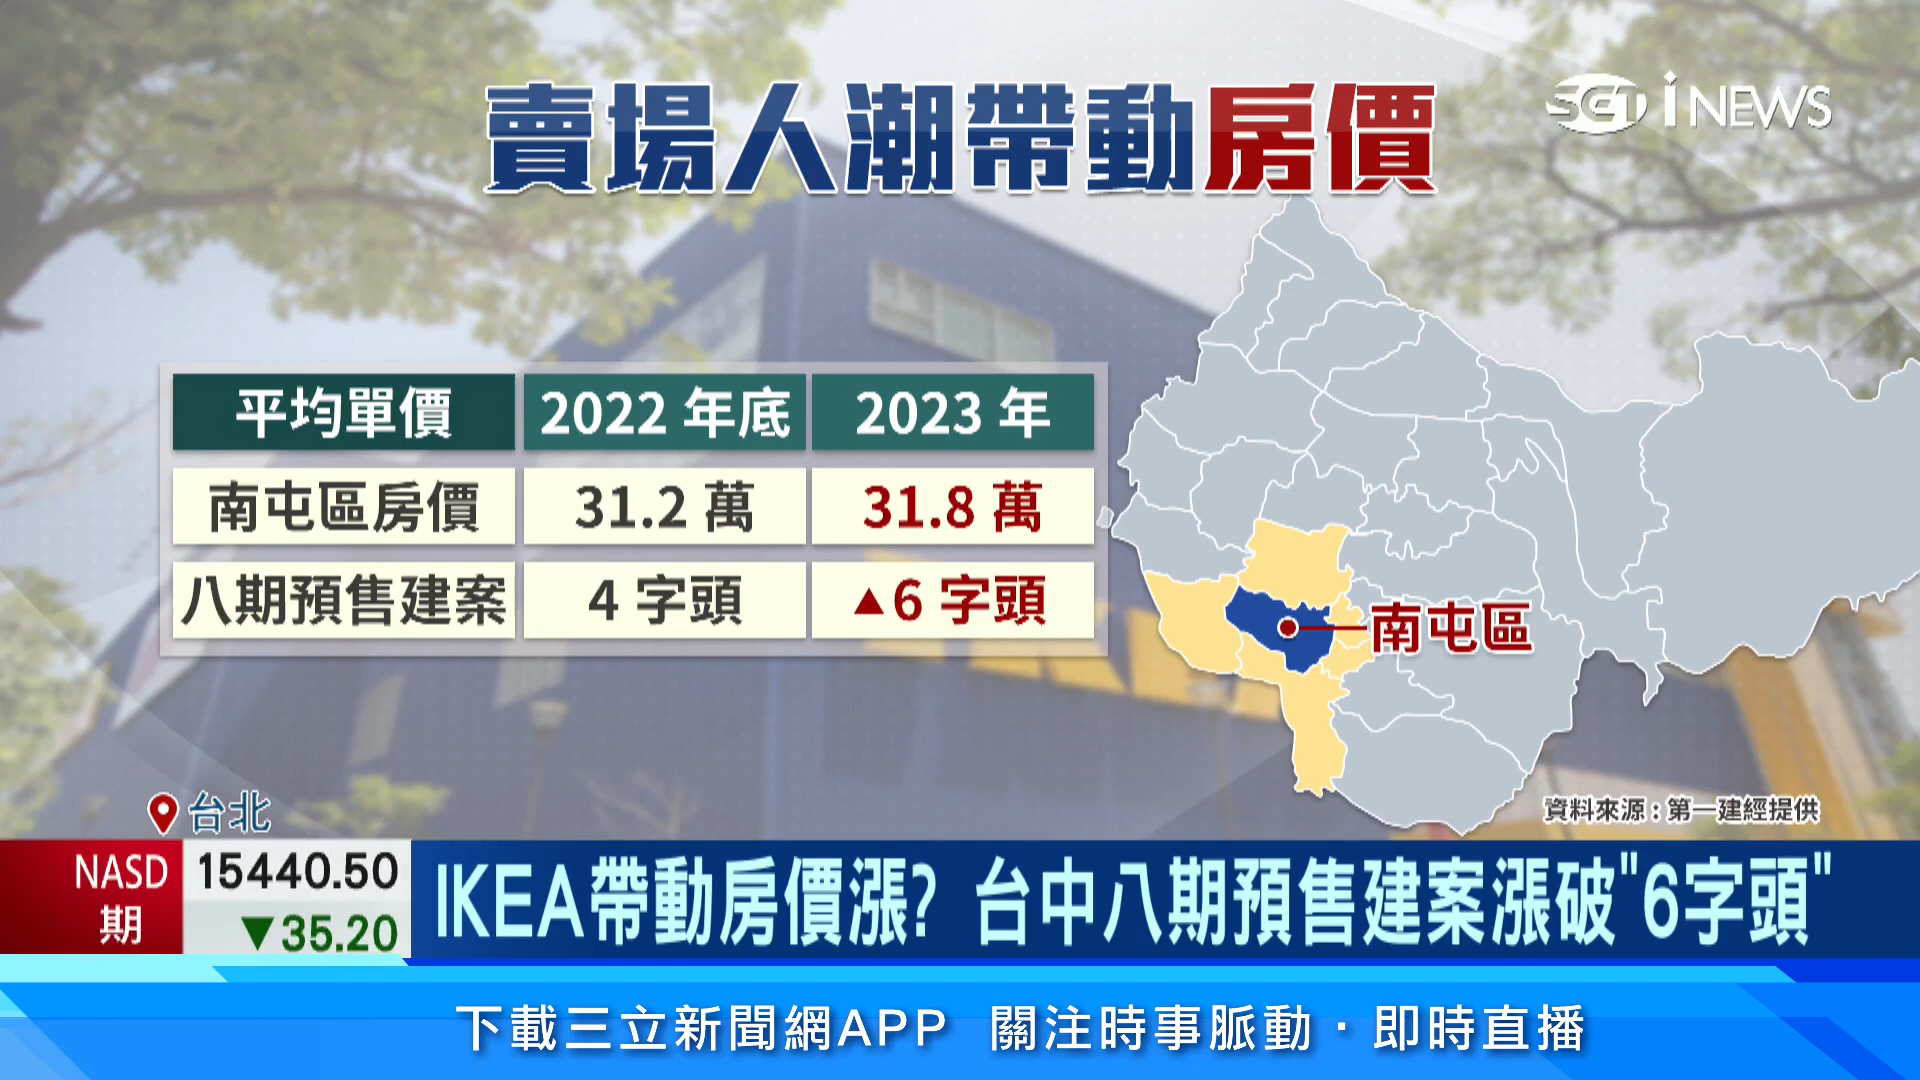 賣場人潮帶動房價
SET iNEWS
平均單價 2022 年底 2023 年
南屯區房價 31.2 萬 31.8 萬
八期預售建案 4 字頭 ▲6 字頭
南屯區
資料來源:第一建經提供
台北
NASD期 15440.50 ▼35.20
IKEA帶動房價漲? 台中八期預售建案漲破"6字頭"
下載三立新聞網APP 關注時事脈動・即時直播